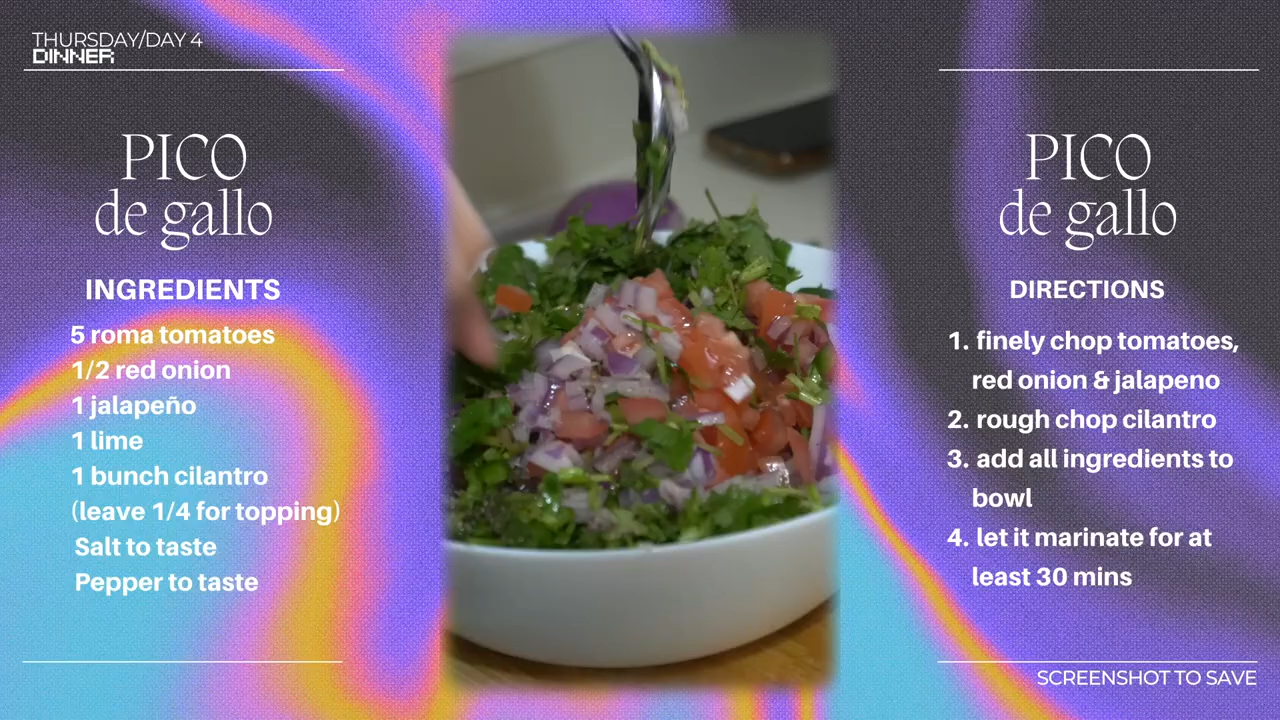 THURSDAY/DAY 4
DINNER
PICO
de gallo
INGREDIENTS
5 roma tomatoes
1/2 red onion
1 jalapeño
1 lime
1 bunch cilantro
(leave 1/4 for topping)
Salt to taste
Pepper to taste
PICO
de gallo
DIRECTIONS
1. finely chop tomatoes,
red onion & jalapeno
2. rough chop cilantro
3. add all ingredients to
bowl
4. let it marinate for at
least 30 mins
SCREENSHOT TO SAVE